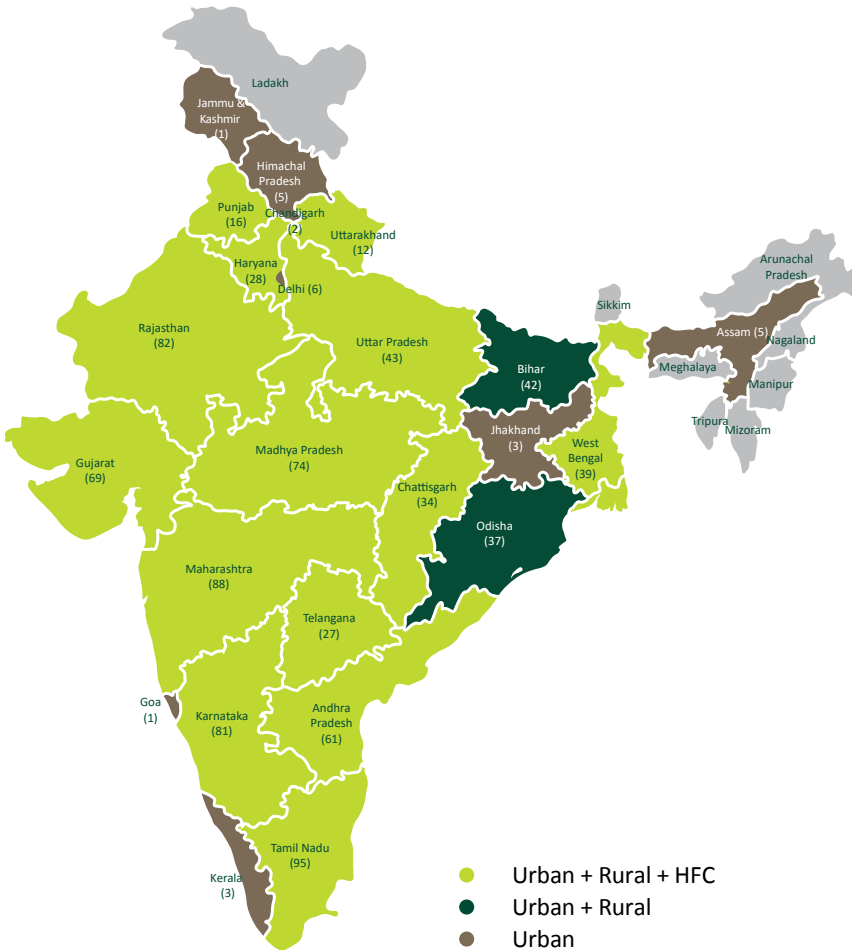 Ladakh
Jammu &
Kashmir
(1)
Himachal
Pradesh
(5)
Punjab
(16)
Chandigarh
(2)
Uttarakhand
(12)
Haryana
(28)
Delhi (6)
Arunachal
Pradesh
Sikkim
Rajasthan
(82)
Uttar Pradesh
(43)
Assam (5)
Nagaland
Bihar
(42)
Meghalaya
Manipur
Tripura
Mizoram
Jhakhand
(3)
West
Bengal
(39)
Gujarat
(69)
Madhya Pradesh
(74)
Chattisgarh
(34)
Odisha
(37)
Maharashtra
(88)
Telangana
(27)
Goa
(1)
Karnataka
(81)
Andhra
Pradesh
(61)
Tamil Nadu
(95)
Kerala
(3)
Urban + Rural + HFC
Urban + Rural
Urban